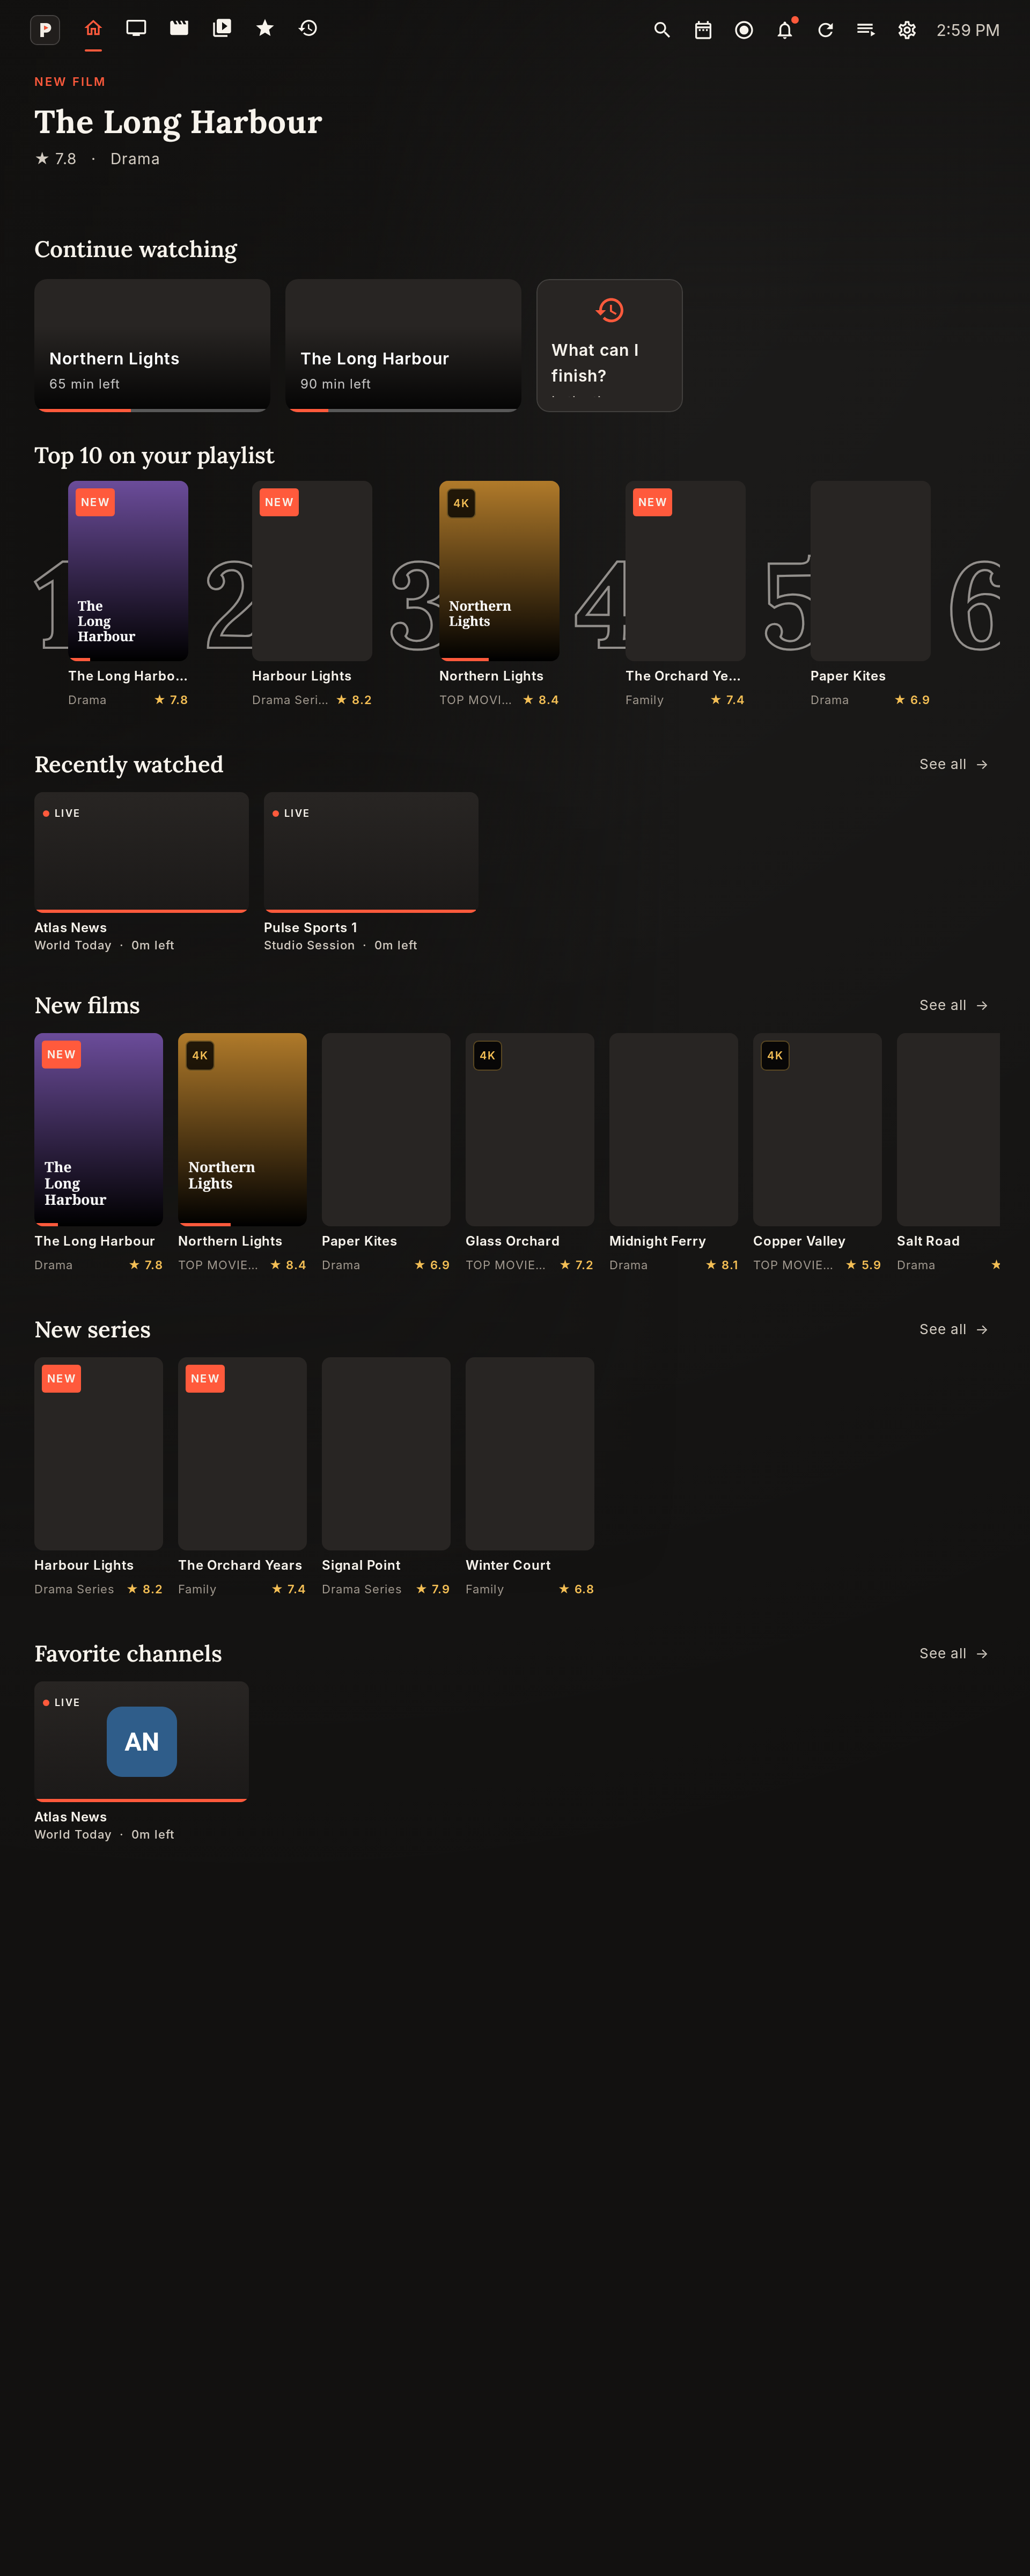 P
2:59 PM
NEW FILM
The Long Harbour
★ 7.8 · Drama
Continue watching
Northern Lights
65 min left
The Long Harbour
90 min left
What can I
finish?
Top 10 on your playlist
1
NEW
The
Long
Harbour
The Long Harbo...
Drama ★ 7.8
2
NEW
Harbour Lights
Drama Seri... ★ 8.2
3
4K
Northern
Lights
Northern Lights
TOP MOVI... ★ 8.4
4
NEW
The Orchard Ye...
Family ★ 7.4
5
Paper Kites
Drama ★ 6.9
6
Recently watched
See all →
LIVE
Atlas News
World Today · 0m left
LIVE
Pulse Sports 1
Studio Session · 0m left
New films
See all →
NEW
The
Long
Harbour
The Long Harbour
Drama ★ 7.8
4K
Northern
Lights
Northern Lights
TOP MOVIE... ★ 8.4
Paper Kites
Drama ★ 6.9
4K
Glass Orchard
TOP MOVIE... ★ 7.2
Midnight Ferry
Drama ★ 8.1
4K
Copper Valley
TOP MOVIE... ★ 5.9
Salt Road
Drama ★
New series
See all →
NEW
Harbour Lights
Drama Series ★ 8.2
NEW
The Orchard Years
Family ★ 7.4
Signal Point
Drama Series ★ 7.9
Winter Court
Family ★ 6.8
Favorite channels
See all →
LIVE
AN
Atlas News
World Today · 0m left